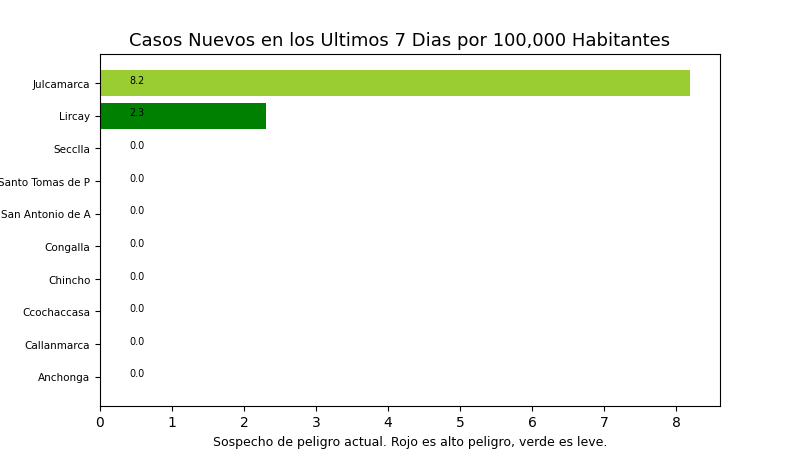 Casos Nuevos en los Ultimos 7 Dias por 100,000 Habitantes
Julcamarca 8.2
Lircay 2.3
Secclla 0.0
Santo Tomas de P 0.0
San Antonio de A 0.0
Congalla 0.0
Chincho 0.0
Ccochaccasa 0.0
Callanmarca 0.0
Anchonga 0.0
0 1 2 3 4 5 6 7 8
Sospecho de peligro actual. Rojo es alto peligro, verde es leve.